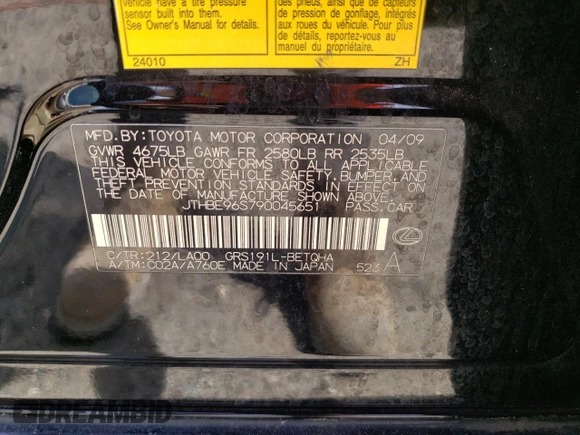 vehicle have a tire pressure
sensor built into them.
See Owner's Manual for details.
24010
des pneus, ainsi que de capteurs
de pression de gonflage, intégrés
aux roues du véhicule. Pour plus
de détails, reportez-vous au
manuel du propriétaire.
ZH
MFD.BY:TOYOTA MOTOR CORPORATION 04/09
GVWR 4675LB GAWR FR 2580LB RR 2535LB
THIS VEHICLE CONFORMS TO ALL APPLICABLE
FEDERAL MOTOR VEHICLE SAFETY,BUMPER,AND
THEFT PREVENTION STANDARDS IN EFFECT ON
THE DATE OF MANUFACTURE SHOWN ABOVE.
JTHBE96S790045651 PASS.CAR
C/TR:212/LA00 GRS191L-BETQHA
A/TM:C02A/A760E MADE IN JAPAN 523 A
DREAMBID